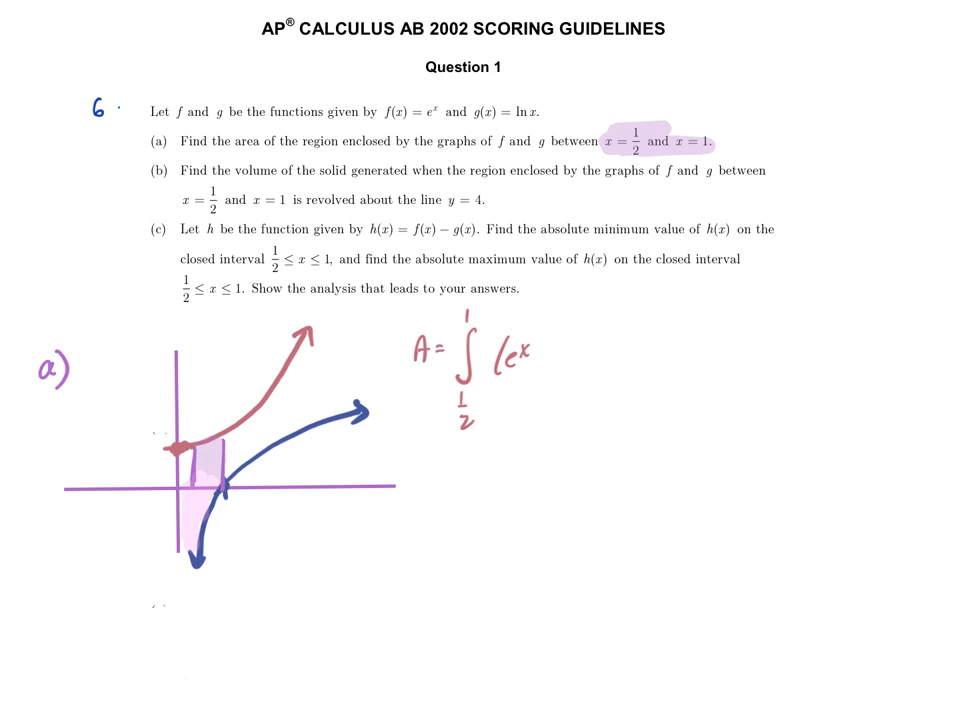 AP® CALCULUS AB 2002 SCORING GUIDELINES
Question 1
6.
Let f and g be the functions given by f(x) = e^x and g(x) = ln x.
(a) Find the area of the region enclosed by the graphs of f and g between x = 1/2 and x = 1.
(b) Find the volume of the solid generated when the region enclosed by the graphs of f and g between
x = 1/2 and x = 1 is revolved about the line y = 4.
(c) Let h be the function given by h(x) = f(x) − g(x). Find the absolute minimum value of h(x) on the
closed interval 1/2 ≤ x ≤ 1, and find the absolute maximum value of h(x) on the closed interval
1/2 ≤ x ≤ 1. Show the analysis that leads to your answers.
a)
A = ∫_{1/2}^{1} (e^x